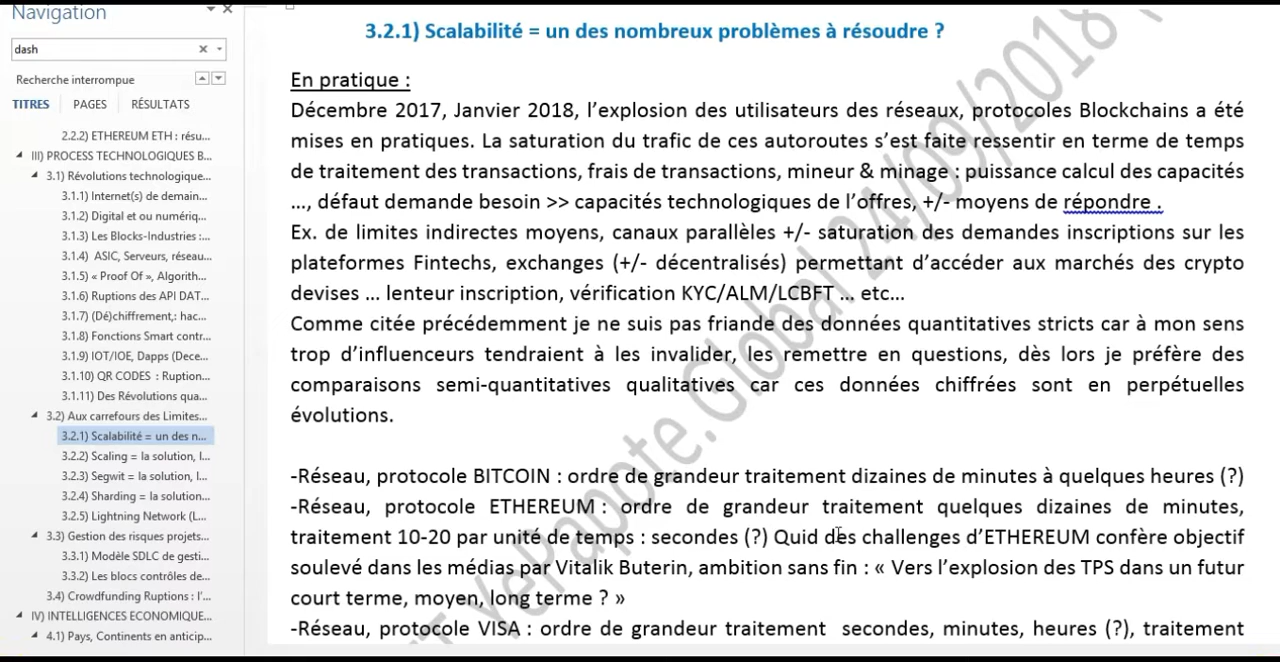 Navigation
dash
Recherche interrompue
TITRES PAGES RÉSULTATS
2.2.2) ETHEREUM ETH : résu...
III) PROCESS TECHNOLOGIQUES B...
3.1) Révolutions technologique...
3.1.1) Internet(s) de demain...
3.1.2) Digital et ou numériq...
3.1.3) Les Blocks-Industries :...
3.1.4) ASIC, Serveurs, réseau...
3.1.5) « Proof Of », Algorith...
3.1.6) Ruptions des API DAT...
3.1.7) (Dé)chiffrement,: hac...
3.1.8) Fonctions Smart contr...
3.1.9) IOT/IOE, Dapps (Dece...
3.1.10) QR CODES : Ruption...
3.1.11) Des Révolutions qua...
3.2) Aux carrefours des Limites...
3.2.1) Scalabilité = un des n...
3.2.2) Scaling = la solution, l...
3.2.3) Segwit = la solution, l...
3.2.4) Sharding = la solution...
3.2.5) Lightning Network (L...
3.3) Gestion des risques projets...
3.3.1) Modèle SDLC de gesti...
3.3.2) Les blocs contrôles de...
3.4) Crowdfunding Ruptions : l'...
IV) INTELLIGENCES ECONOMIQUE...
4.1) Pays, Continents en anticip...
3.2.1) Scalabilité = un des nombreux problèmes à résoudre ?
En pratique :
Décembre 2017, Janvier 2018, l'explosion des utilisateurs des réseaux, protocoles Blockchains a été
mises en pratiques. La saturation du trafic de ces autoroutes s'est faite ressentir en terme de temps
de traitement des transactions, frais de transactions, mineur & minage : puissance calcul des capacités
..., défaut demande besoin >> capacités technologiques de l'offres, +/- moyens de répondre .
Ex. de limites indirectes moyens, canaux parallèles +/- saturation des demandes inscriptions sur les
plateformes Fintechs, exchanges (+/- décentralisés) permettant d'accéder aux marchés des crypto
devises ... lenteur inscription, vérification KYC/ALM/LCBFT ... etc...
Comme citée précédemment je ne suis pas friande des données quantitatives stricts car à mon sens
trop d'influenceurs tendraient à les invalider, les remettre en questions, dès lors je préfère des
comparaisons semi-quantitatives qualitatives car ces données chiffrées sont en perpétuelles
évolutions.
-Réseau, protocole BITCOIN : ordre de grandeur traitement dizaines de minutes à quelques heures (?)
-Réseau, protocole ETHEREUM : ordre de grandeur traitement quelques dizaines de minutes,
traitement 10-20 par unité de temps : secondes (?) Quid des challenges d'ETHEREUM confère objectif
soulevé dans les médias par Vitalik Buterin, ambition sans fin : « Vers l'explosion des TPS dans un futur
court terme, moyen, long terme ? »
-Réseau, protocole VISA : ordre de grandeur traitement secondes, minutes, heures (?), traitement
YePapote.Global 24/09/2018